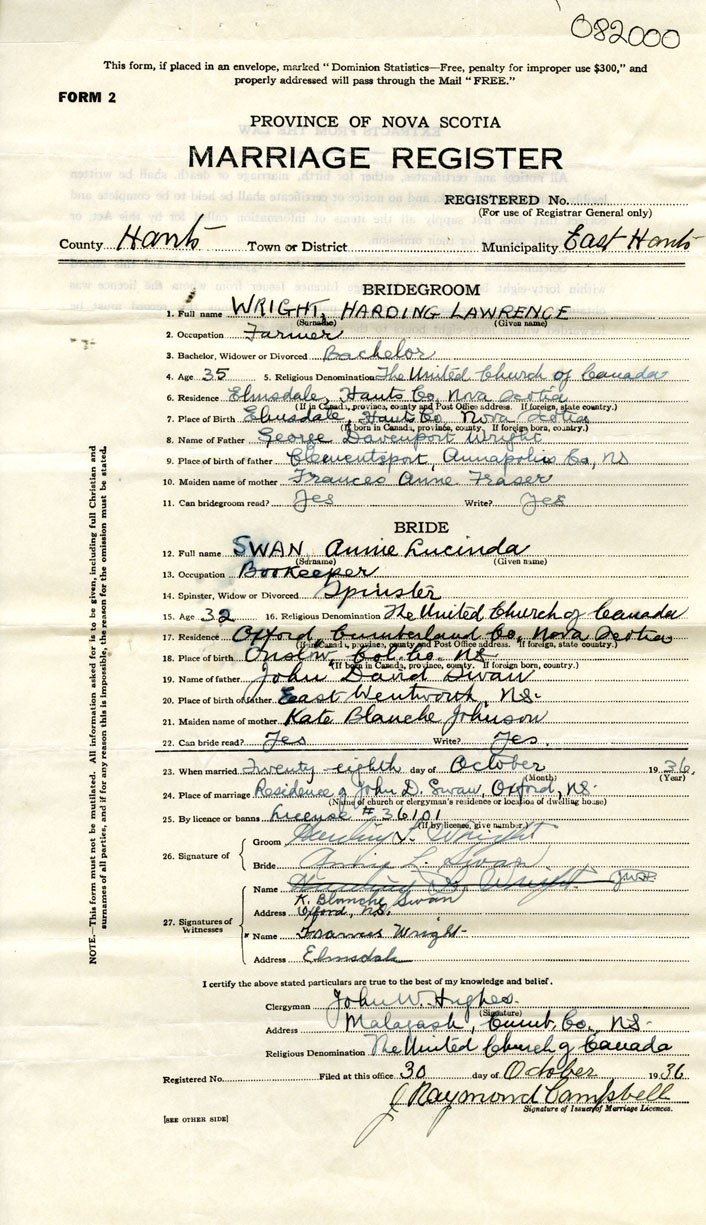 082000
This form, if placed in an envelope, marked "Dominion Statistics—Free, penalty for improper use $300," and
properly addressed will pass through the Mail "FREE."
FORM 2
PROVINCE OF NOVA SCOTIA
MARRIAGE REGISTER
REGISTERED No.
(For use of Registrar General only)
County Hants Town or District Municipality East Hants
BRIDEGROOM
1. Full name WRIGHT, HARDING LAWRENCE
(Surname) (Given name)
2. Occupation Farmer
3. Bachelor, Widower or Divorced Bachelor
4. Age 35 5. Religious Denomination The United Church of Canada
6. Residence Elmsdale, Hants Co, Nova Scotia
(If in Canada, province, county and Post Office address. If foreign, state country.)
7. Place of Birth Elmsdale, Hants Co, Nova Scotia
(If born in Canada, province, county, If foreign born, country.)
8. Name of Father George Davenport Wright
9. Place of birth of father Clementsport, Annapolis Co, NS
10. Maiden name of mother Frances Anne Fraser
11. Can bridegroom read? Yes Write? Yes
BRIDE
12. Full name SWAN Annie Lucinda
(Surname) (Given name)
13. Occupation Bookeeper
14. Spinster, Widow or Divorced Spinster
15. Age 32 16. Religious Denomination The United Church of Canada
17. Residence Oxford, Cumberland Co, Nova Scotia
(If in Canada, province, county and Post Office address. If foreign, state country.)
18. Place of birth Onslow, Col. Co. NS
(If born in Canada, province, county. If foreign born, country.)
19. Name of father John David Swan
20. Place of birth of father East Wentworth, NS.
21. Maiden name of mother Kate Blanche Johnson
22. Can bride read? Yes Write? Yes.
23. When married Twenty-eighth day of October 1936.
(Month) (Year)
24. Place of marriage Residence of John D. Swan, Oxford, NS.
(Name of church or clergyman's residence or location of dwelling house)
25. By licence or banns License # 36101
(If by licence, give number)
26. Signature of
Groom Harding L. Wright
Bride Annie L. Swan
27. Signatures of Witnesses
Name
K. Blanche Swan
Address Oxford, NS.
Name Frances Wright
Address Elmsdale
I certify the above stated particulars are true to the best of my knowledge and belief.
Clergyman John W. Hughes.
(Signature)
Address Malagash, Cumb. Co., NS.
Religious Denomination The United Church of Canada
Registered No. Filed at this office 30 day of October 1936
J Raymond Campbell
Signature of Issuer of Marriage Licences.
[SEE OTHER SIDE]
NOTE.—This form must not be mutilated. All information asked for is to be given, including full Christian and
surnames of all parties, and if for any reason this is impossible, the reason for the omission must be stated.